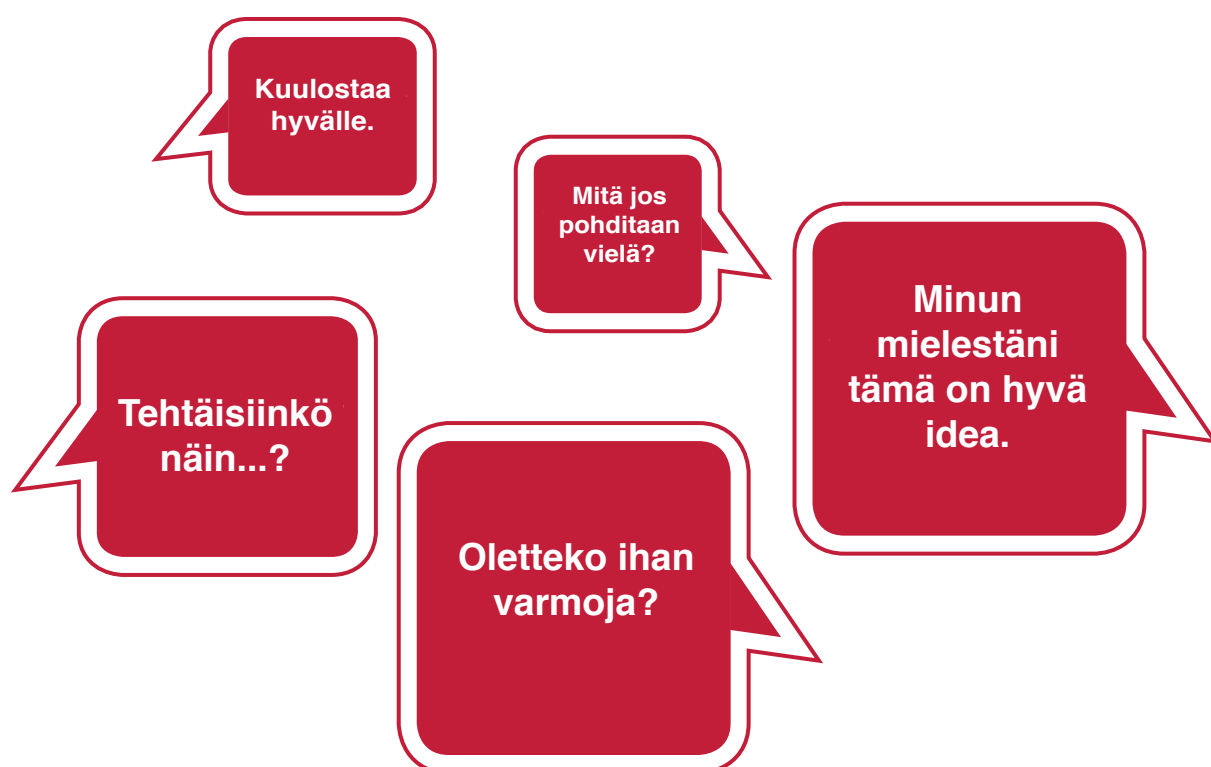 Kuulostaa
hyvälle.
Mitä jos
pohditaan
vielä?
Minun
mielestäni
tämä on hyvä
idea.
Tehtäisiinkö
näin...?
Oletteko ihan
varmoja?